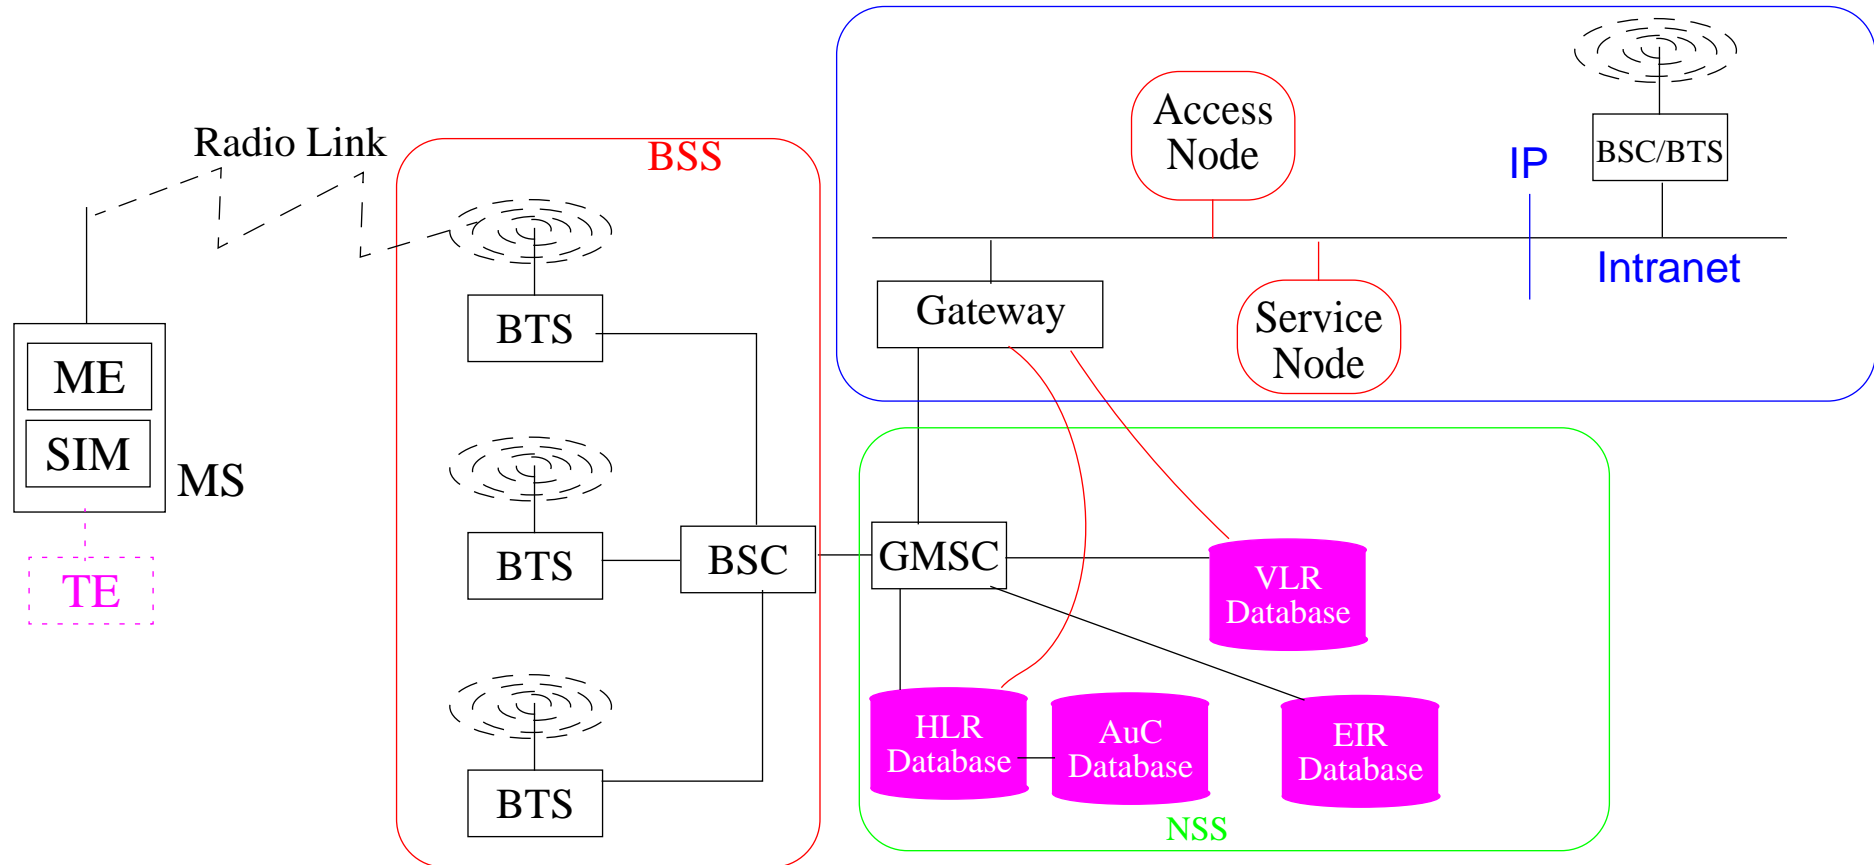 Radio Link
ME
SIM
MS
TE
BSS
BTS
BTS
BTS
BSC
Access
Node
IP
BSC/BTS
Intranet
Gateway
Service
Node
GMSC
VLR
Database
HLR
Database
AuC
Database
EIR
Database
NSS